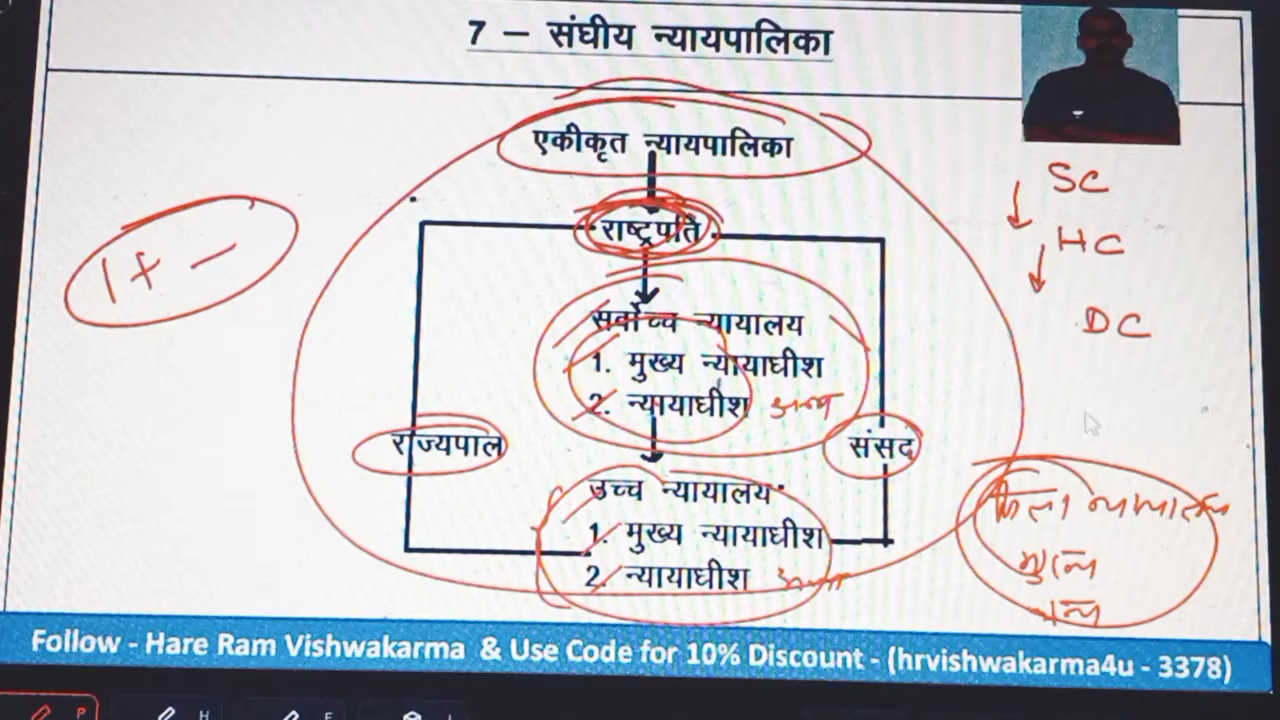 7 – संघीय न्यायपालिका
एकीकृत न्यायपालिका
राष्ट्रपति
सर्वोच्च न्यायालय
1. मुख्य न्यायाधीश
2. न्यायाधीश अन्य
राज्यपाल
संसद
उच्च न्यायालय
1. मुख्य न्यायाधीश
2. न्यायाधीश
1+ –
SC
HC
DC
Follow - Hare Ram Vishwakarma & Use Code for 10% Discount - (hrvishwakarma4u - 3378)
P
H